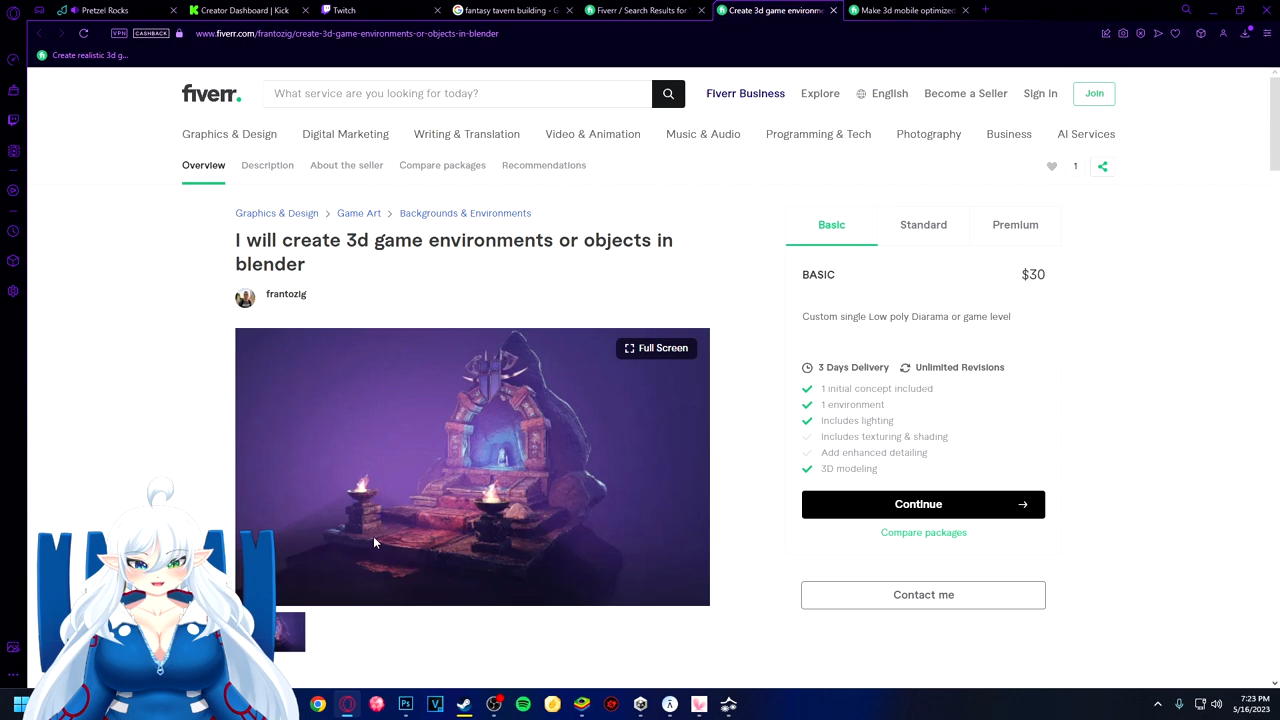 Pretzel Rocks
Creator Dashboard | Kick
Twitch
fantasy tavern building - G
Fiverr / Search Results for
Create 3d game environm
Making 3d models
VPN
CASHBACK
www.fiverr.com/frantozig/create-3d-game-environments-or-objects-in-blender
Create realistic 3d g...
fiverr.
What service are you looking for today?
Fiverr Business
Explore
English
Become a Seller
Sign In
Join
Graphics & Design
Digital Marketing
Writing & Translation
Video & Animation
Music & Audio
Programming & Tech
Photography
Business
AI Services
Overview
Description
About the seller
Compare packages
Recommendations
1
Graphics & Design > Game Art > Backgrounds & Environments
I will create 3d game environments or objects in
blender
frantozig
Full Screen
Basic
Standard
Premium
BASIC
$30
Custom single Low poly Diarama or game level
3 Days Delivery
Unlimited Revisions
1 initial concept included
1 environment
Includes lighting
Includes texturing & shading
Add enhanced detailing
3D modeling
Continue
Compare packages
Contact me
7:23 PM
5/16/2023